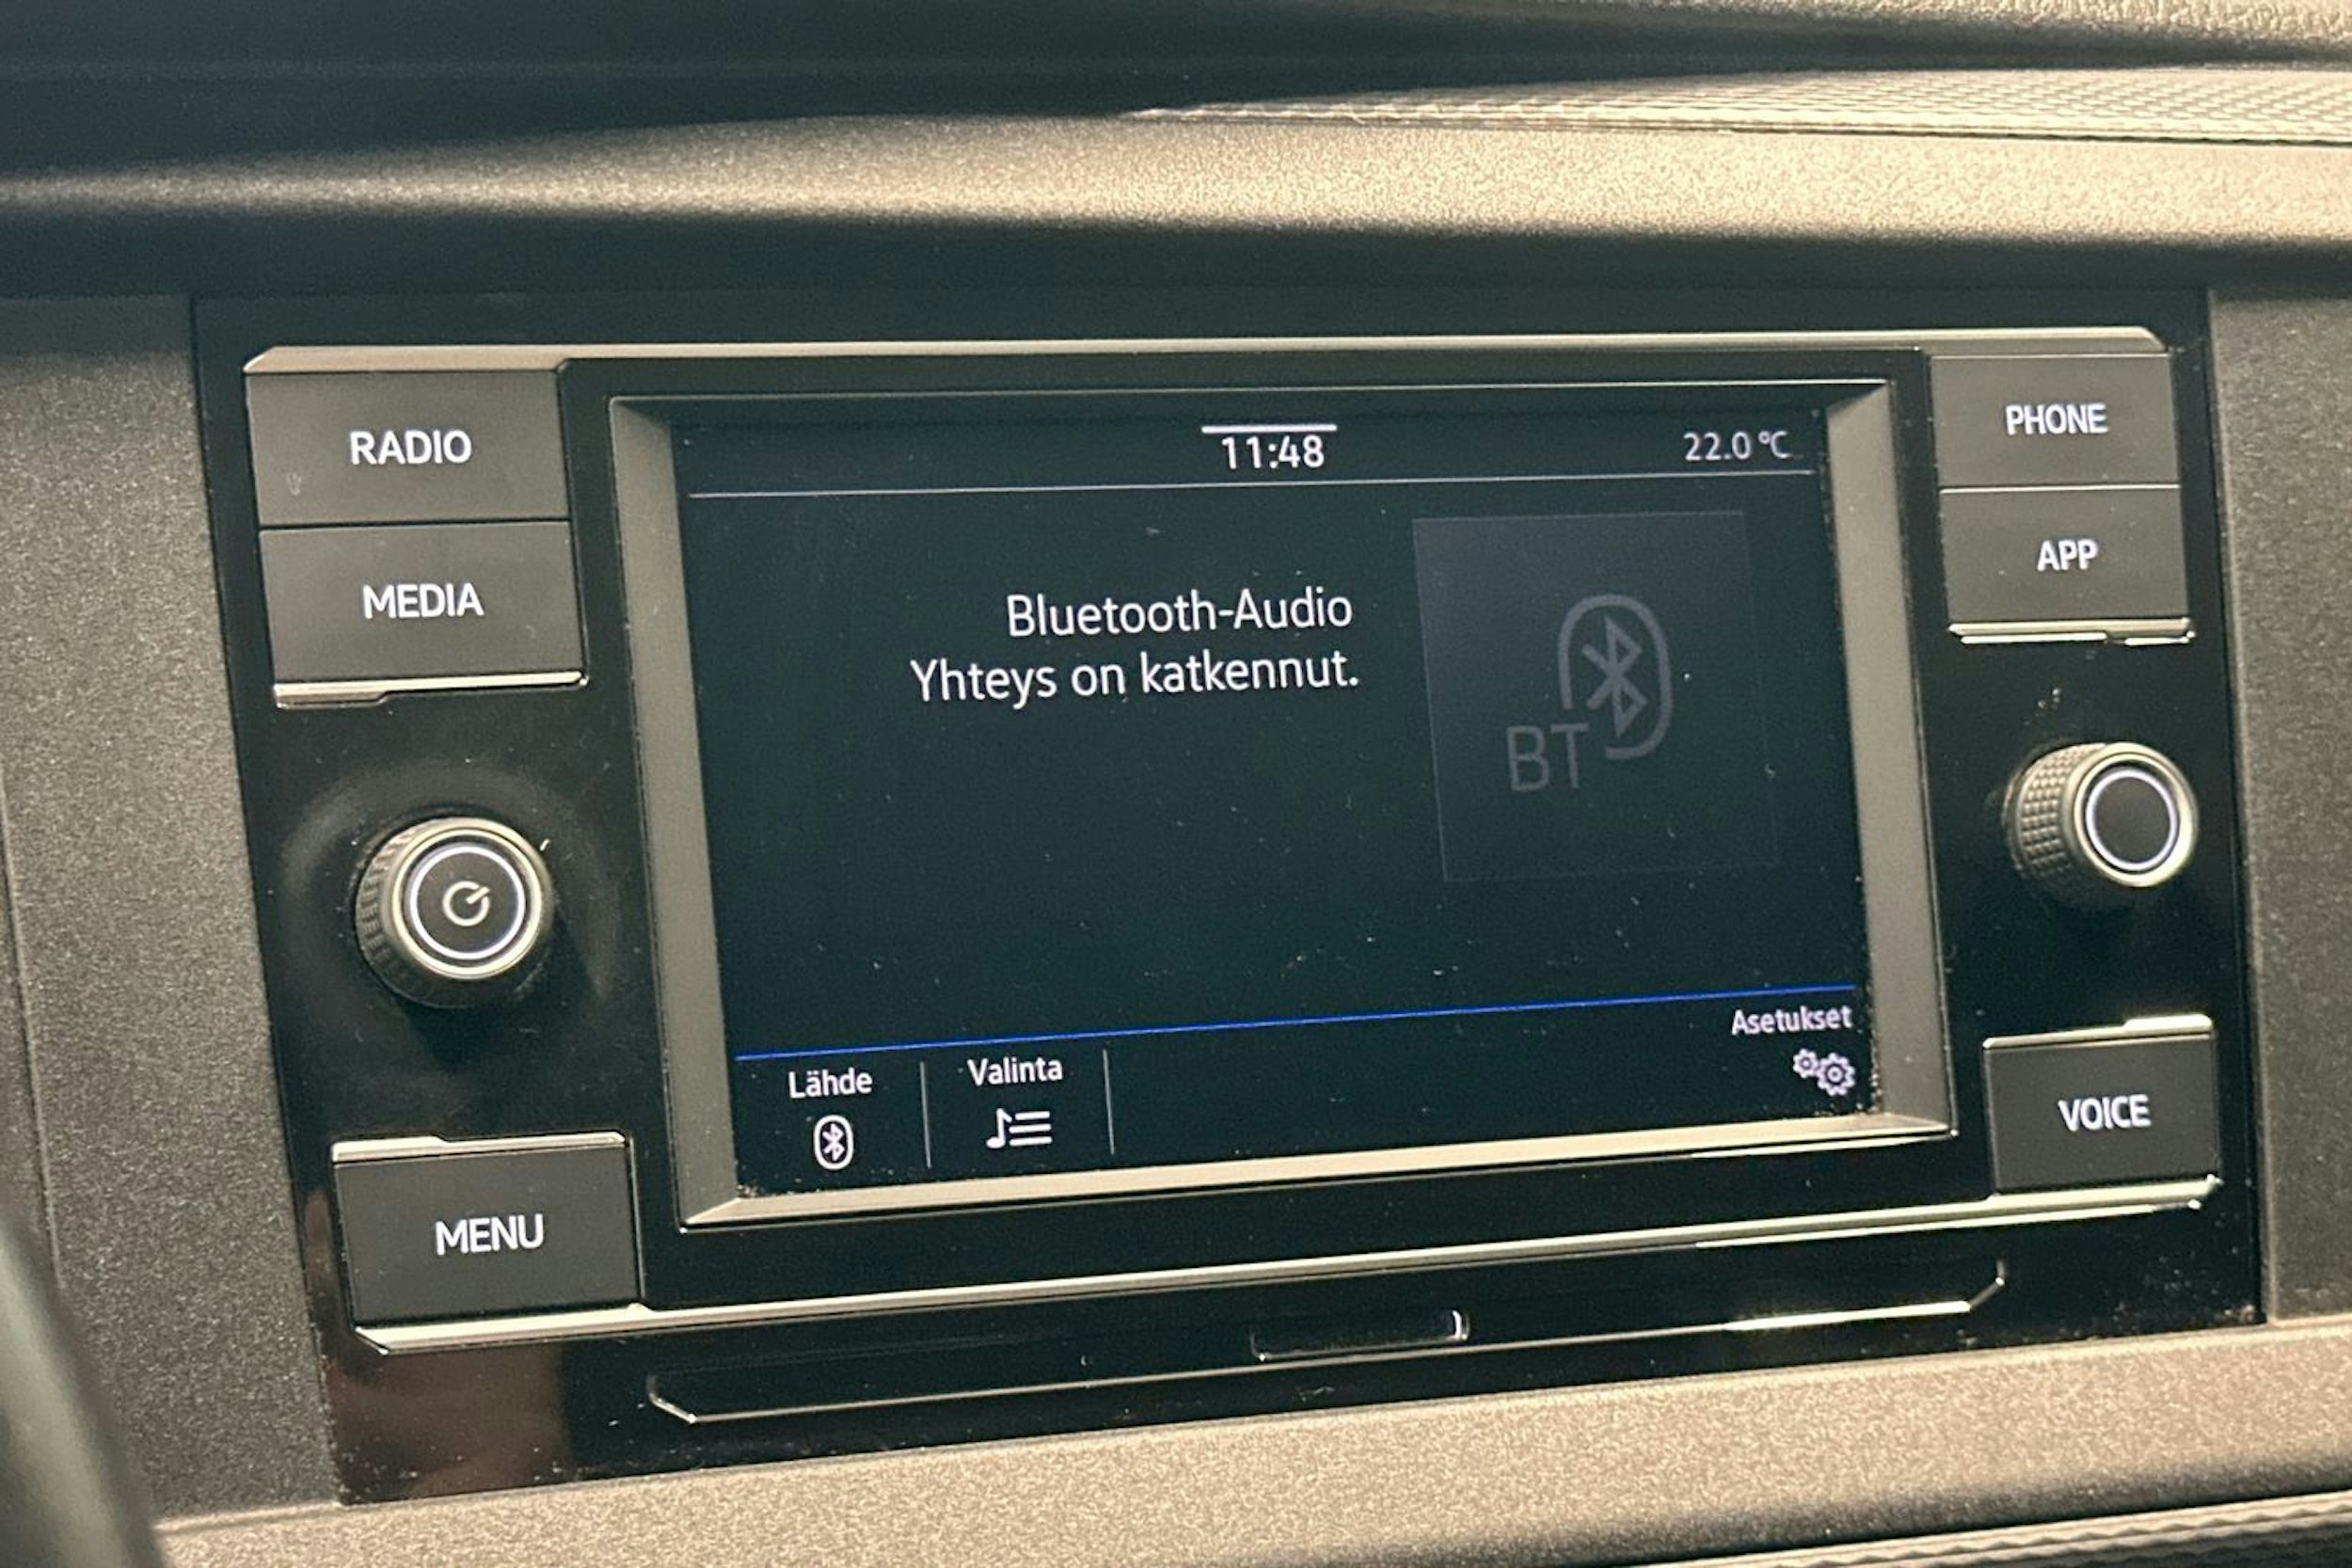 RADIO
MEDIA
MENU
11:48
22.0 °C
Bluetooth-Audio
Yhteys on katkennut.
BT
Asetukset
Lähde
Valinta
PHONE
APP
VOICE